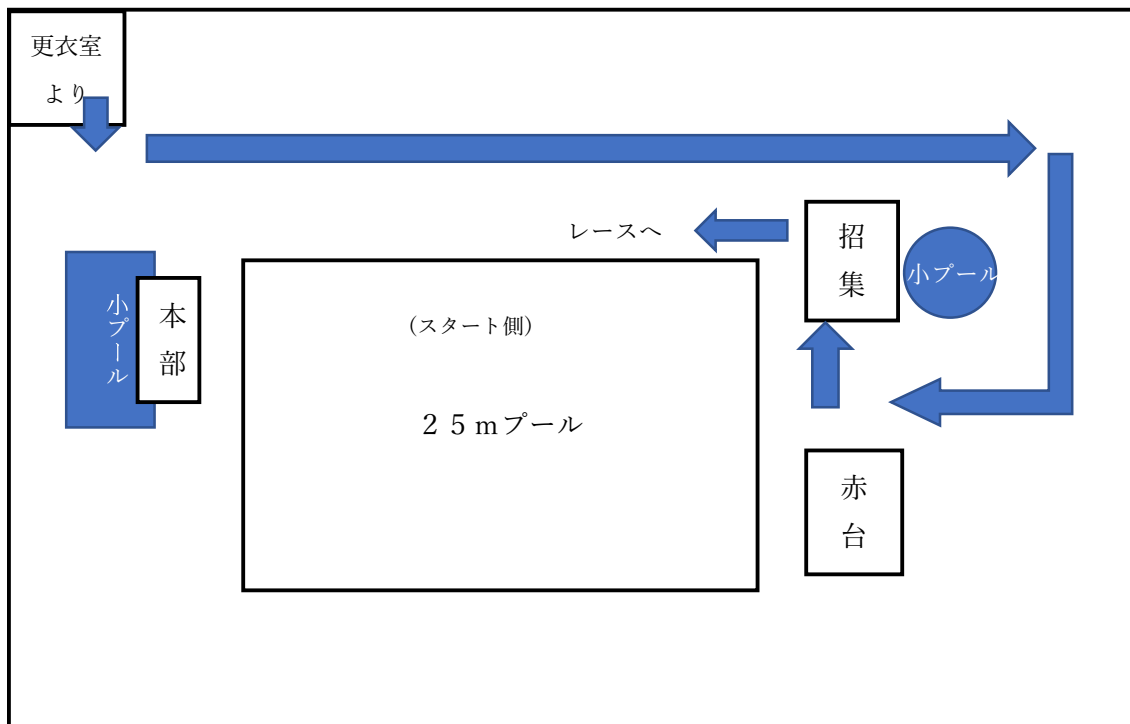 更衣室
より
レースへ
招
集
小プール
小プール
本
部
（スタート側）
２５ｍプール
赤
台